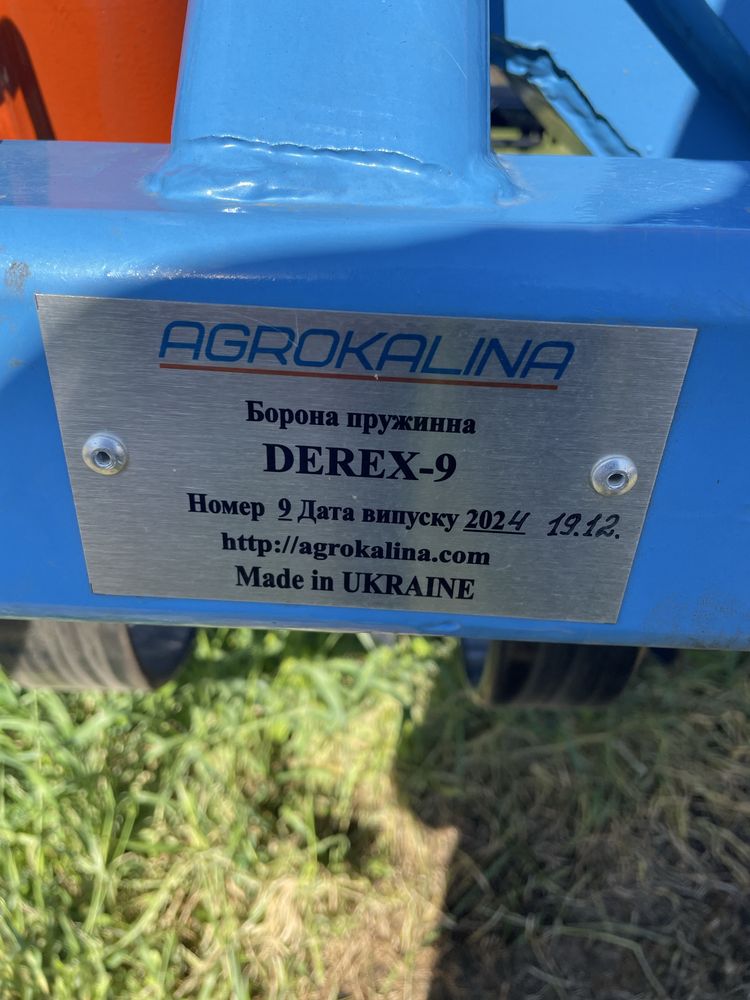 AGROKALINA
Борона пружинна
DEREX-9
Номер 9 Дата випуску 2024 19.12.
http://agrokalina.com
Made in UKRAINE